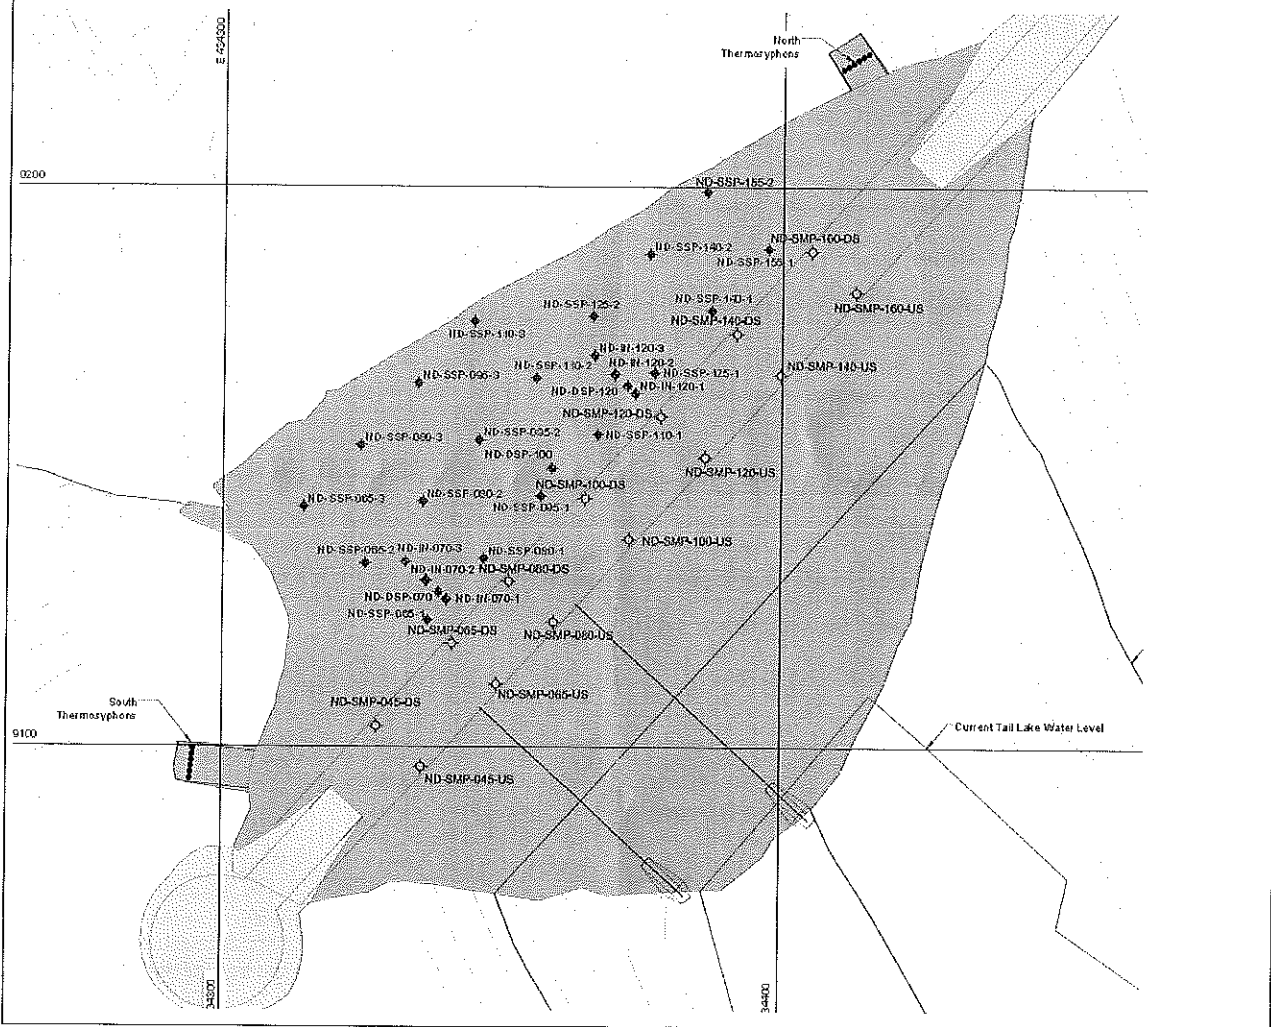 E 434300
North
Thermosyphons
9200
ND-SSP-155-2
ND-SMP-160-DS
ND-SSP-140-2
ND-SSP-155-1
ND-SSP-140-1
ND-SSP-125-2
ND-SMP-160-US
ND-SMP-140-DS
ND-SSP-110-3
ND-IN-120-3
ND-SSP-110-2
ND-IN-120-2
ND-SMP-140-US
ND-SSP-125-1
ND-SSP-095-3
ND-DSP-120
ND-IN-120-1
ND-SMP-120-DS
ND-SSP-095-2
ND-SSP-110-1
ND-SSP-080-3
ND-DSP-100
ND-SMP-120-US
ND-SMP-100-DS
ND-SSP-080-2
ND-SSP-065-3
ND-SSP-095-1
ND-SMP-100-US
ND-SSP-065-2
ND-IN-070-3
ND-SSP-080-1
ND-IN-070-2
ND-SMP-080-DS
ND-DSP-070
ND-IN-070-1
ND-SSP-065-1
ND-SMP-065-DS
ND-SMP-080-US
ND-SMP-065-US
South
Thermosyphons
ND-SMP-045-DS
Current Tail Lake Water Level
9100
ND-SMP-045-US
34300
34400